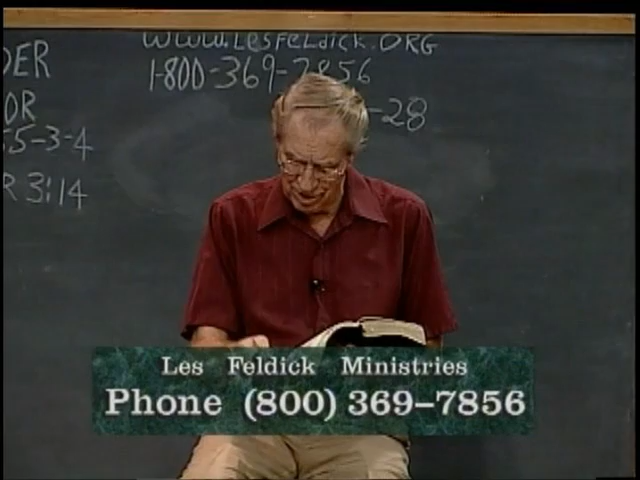 WWW.LESFELDICK.ORG
1-800-369-7856
-28
DER
OR
55-3-4
R 3:14
Les Feldick Ministries
Phone (800) 369-7856